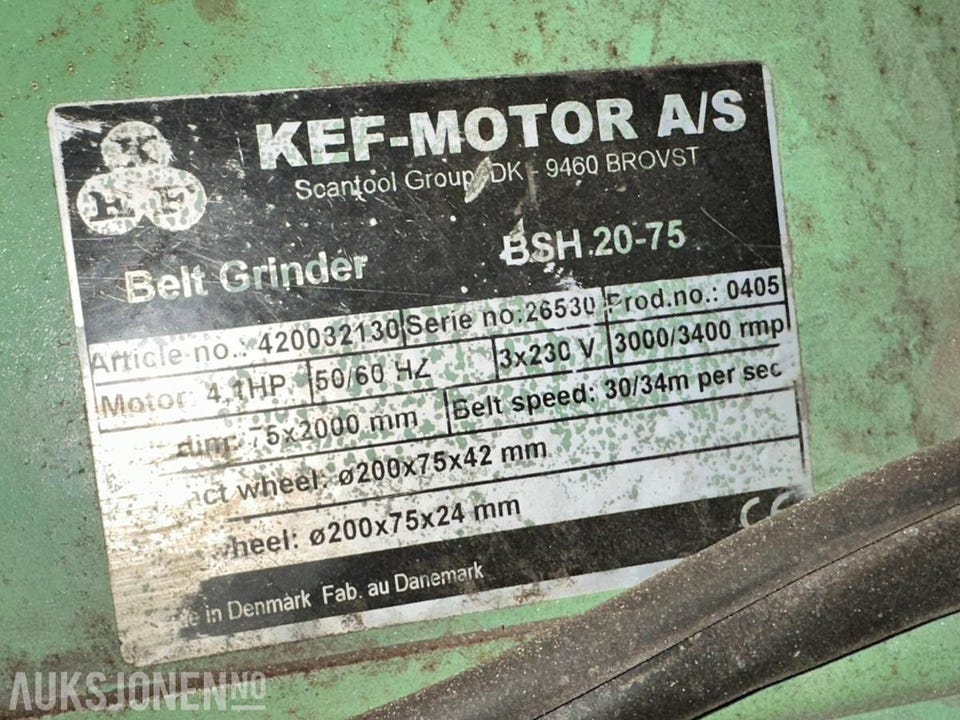 KEF-MOTOR A/S
Scantool Group DK - 9460 BROVST
K
E F
Belt Grinder BSH 20-75
Article no.: 420032130 Serie no:26530 Prod.no.: 0405
Motor 4,1HP 50/60 HZ 3x230 V 3000/3400 rmp
dim. 75x2000 mm Belt speed: 30/34m per sec
ct wheel: ø200x75x42 mm
wheel: ø200x75x24 mm
CE
in Denmark Fab. au Danemark
AUKSJONEN.NO